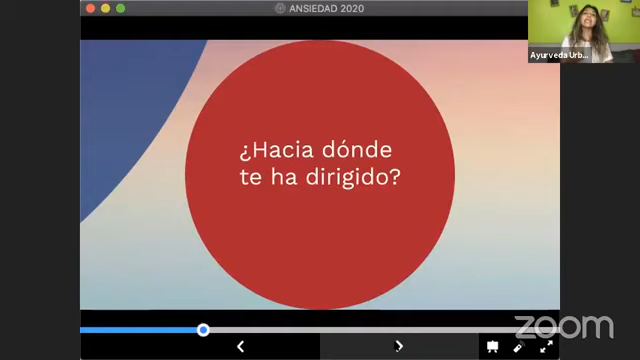 ANSIEDAD 2020
Ayurveda Urb...
¿Hacia dónde
te ha dirigido?
zoom